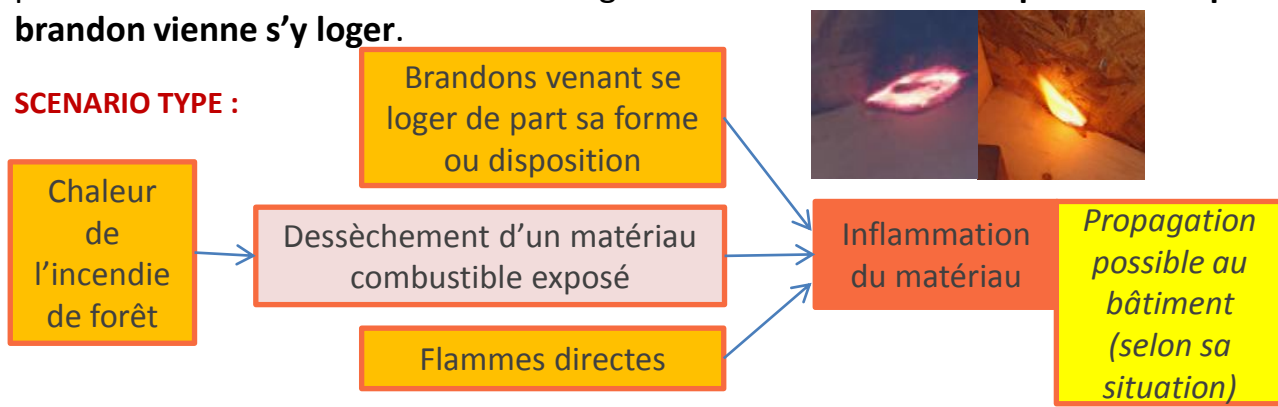 brandon vienne s’y loger.
SCENARIO TYPE :
Brandons venant se
loger de part sa forme
ou disposition
Chaleur
de
l’incendie
de forêt
Dessèchement d’un matériau
combustible exposé
Flammes directes
Inflammation
du matériau
Propagation
possible au
bâtiment
(selon sa
situation)